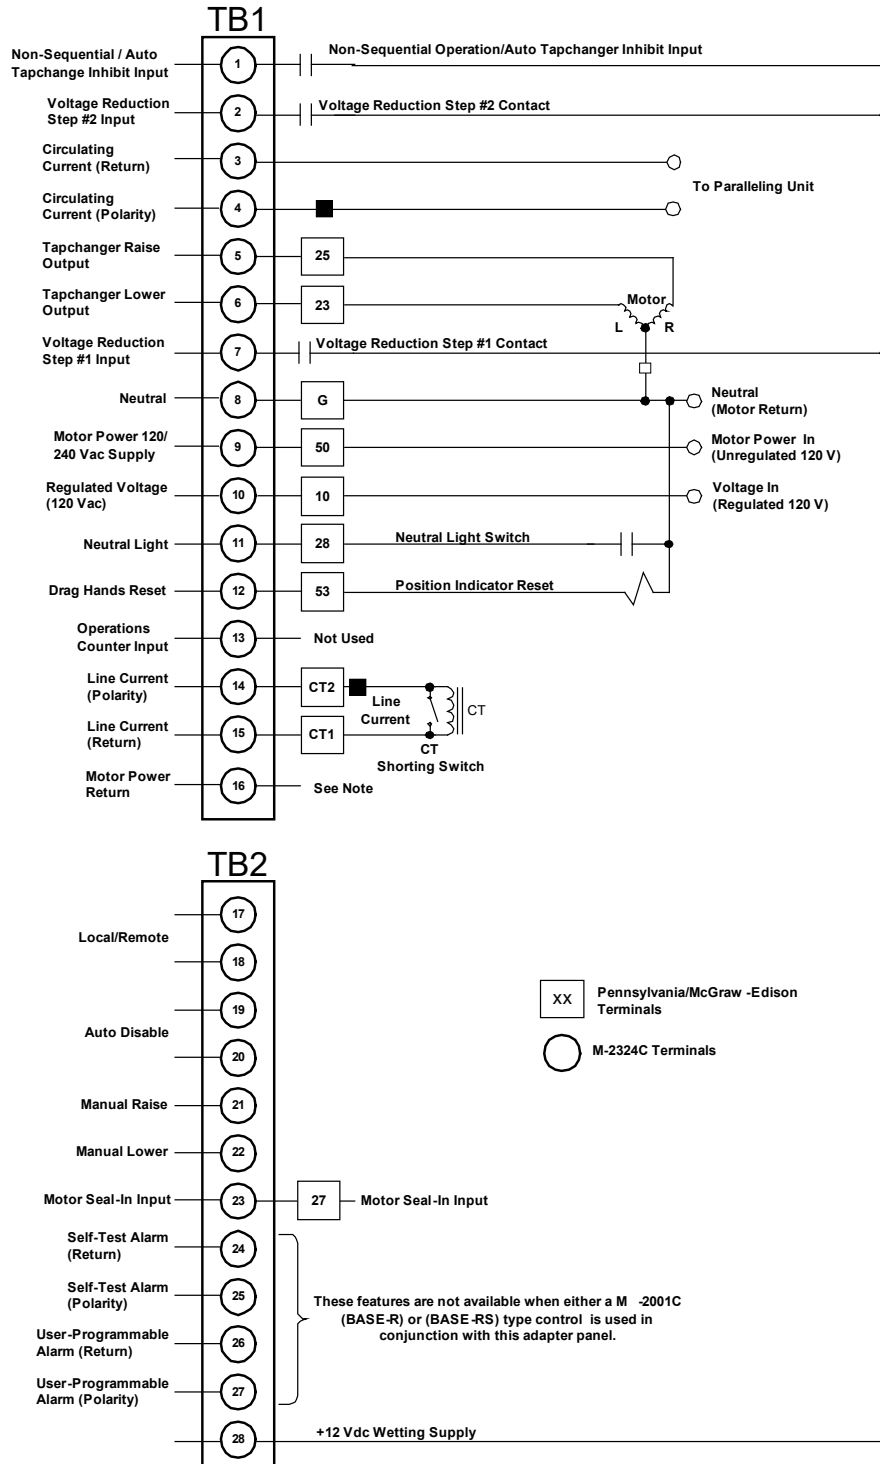 TB1
Non-Sequential / Auto
Tapchange Inhibit Input
1
Non-Sequential Operation/Auto Tapchanger Inhibit Input
Voltage Reduction
Step #2 Input
2
Voltage Reduction Step #2 Contact
Circulating
Current (Return)
3
To Paralleling Unit
Circulating
Current (Polarity)
4
Tapchanger Raise
Output
5
25
Tapchanger Lower
Output
6
23
Motor
L
R
Voltage Reduction
Step #1 Input
7
Voltage Reduction Step #1 Contact
Neutral
8
G
Neutral
(Motor Return)
Motor Power 120/
240 Vac Supply
9
50
Motor Power In
(Unregulated 120 V)
Regulated Voltage
(120 Vac)
10
10
Voltage In
(Regulated 120 V)
Neutral Light
11
28
Neutral Light Switch
Drag Hands Reset
12
53
Position Indicator Reset
Operations
Counter Input
13
Not Used
Line Current
(Polarity)
14
CT2
Line
Current
CT
Line Current
(Return)
15
CT1
CT
Shorting Switch
Motor Power
Return
16
See Note
TB2
17
Local/Remote
18
19
Auto Disable
20
XX
Pennsylvania/McGraw -Edison
Terminals
M-2324C Terminals
Manual Raise
21
Manual Lower
22
Motor Seal-In Input
23
27
Motor Seal-In Input
Self-Test Alarm
(Return)
24
Self-Test Alarm
(Polarity)
25
These features are not available when either a M -2001C
(BASE-R) or (BASE-RS) type control is used in
conjunction with this adapter panel.
User-Programmable
Alarm (Return)
26
User-Programmable
Alarm (Polarity)
27
28
+12 Vdc Wetting Supply